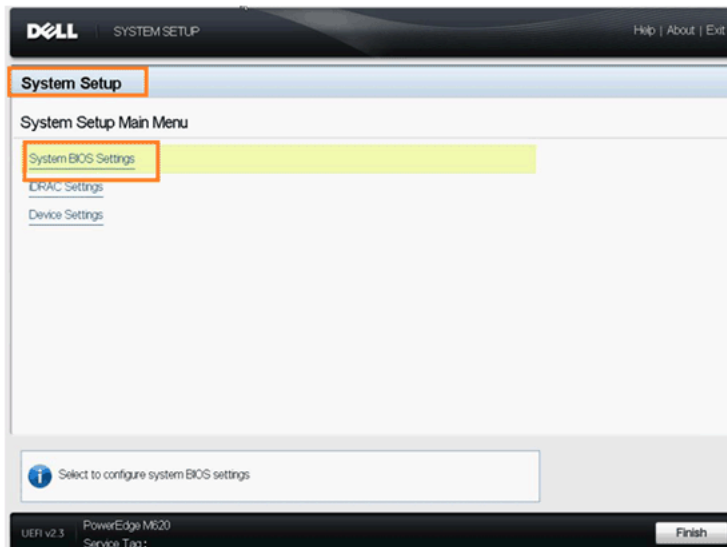 DELL SYSTEM SETUP Help | About | Exit
System Setup
System Setup Main Menu
System BIOS Settings
iDRAC Settings
Device Settings
Select to configure system BIOS settings
UEFI v2.3 PowerEdge M620
Service Tag:
Finish